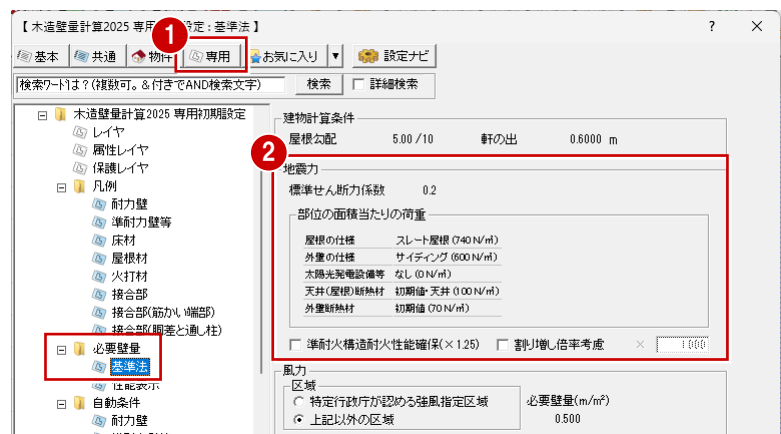 【 木造壁量計算2025 専用初期設定 : 基準法 】 ? ×
1
基本 共通 物件 専用 お気に入り ▼ 設定ナビ
検索ワードは？(複数可。＆付きでAND検索文字) 検索 詳細検索
木造壁量計算2025 専用初期設定
レイヤ
属性レイヤ
保護レイヤ
凡例
耐力壁
準耐力壁等
床材
屋根材
火打材
接合部
接合部(筋かい端部)
接合部(胴差と通し柱)
必要壁量
基準法
性能表示
自動条件
耐力壁
建物計算条件
屋根勾配 5.00 /10 軒の出 0.6000 m
2
地震力
標準せん断力係数 0.2
部位の面積当たりの荷重
屋根の仕様 スレート屋根 (740 N/㎡)
外壁の仕様 サイディング (600 N/㎡)
太陽光発電設備等 なし (0 N/㎡)
天井(屋根)断熱材 初期値・天井 (100 N/㎡)
外壁断熱材 初期値 (70 N/㎡)
準耐火構造耐火性能確保(×1.25) 割り増し倍率考慮 × 1.000
風力
区域
特定行政庁が認める強風指定区域
上記以外の区域
必要壁量(m/m²)
0.500